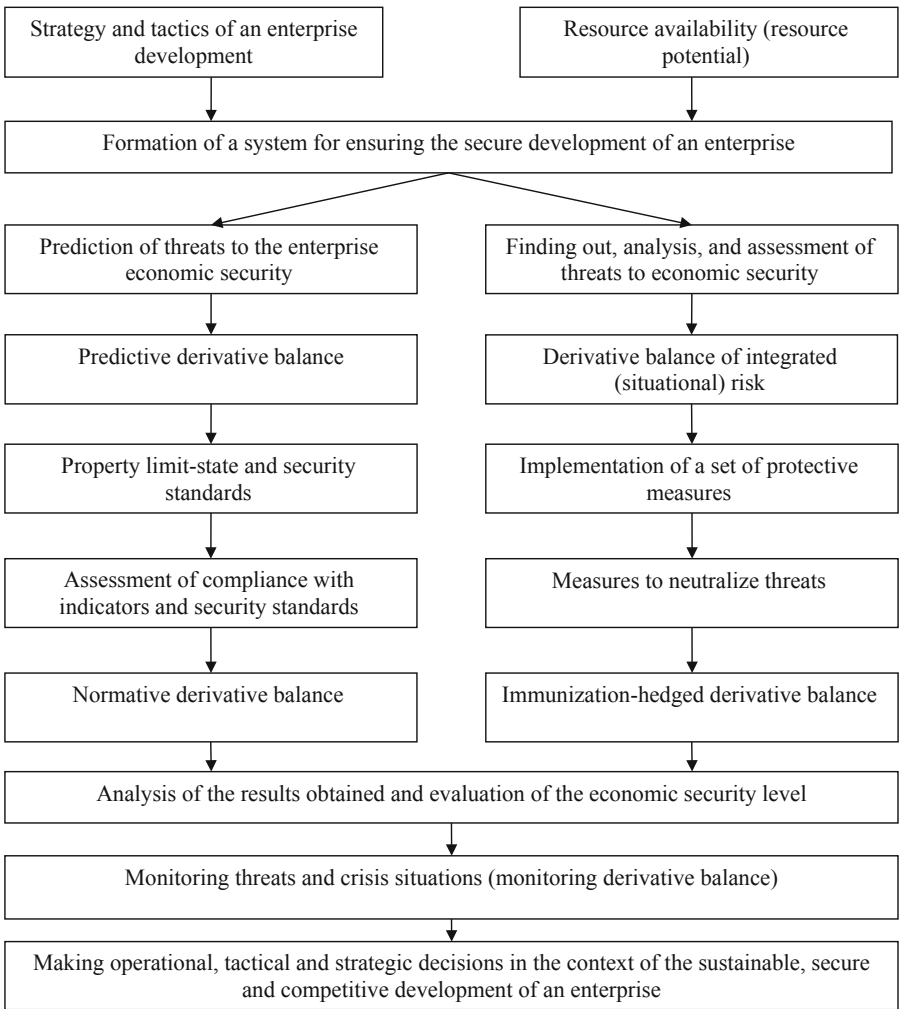 Strategy and tactics of an enterprise
development
Resource availability (resource
potential)
Formation of a system for ensuring the secure development of an enterprise
Prediction of threats to the enterprise
economic security
Finding out, analysis, and assessment of
threats to economic security
Predictive derivative balance
Derivative balance of integrated
(situational) risk
Property limit-state and security
standards
Implementation of a set of protective
measures
Assessment of compliance with
indicators and security standards
Measures to neutralize threats
Normative derivative balance
Immunization-hedged derivative balance
Analysis of the results obtained and evaluation of the economic security level
Monitoring threats and crisis situations (monitoring derivative balance)
Making operational, tactical and strategic decisions in the context of the sustainable, secure
and competitive development of an enterprise